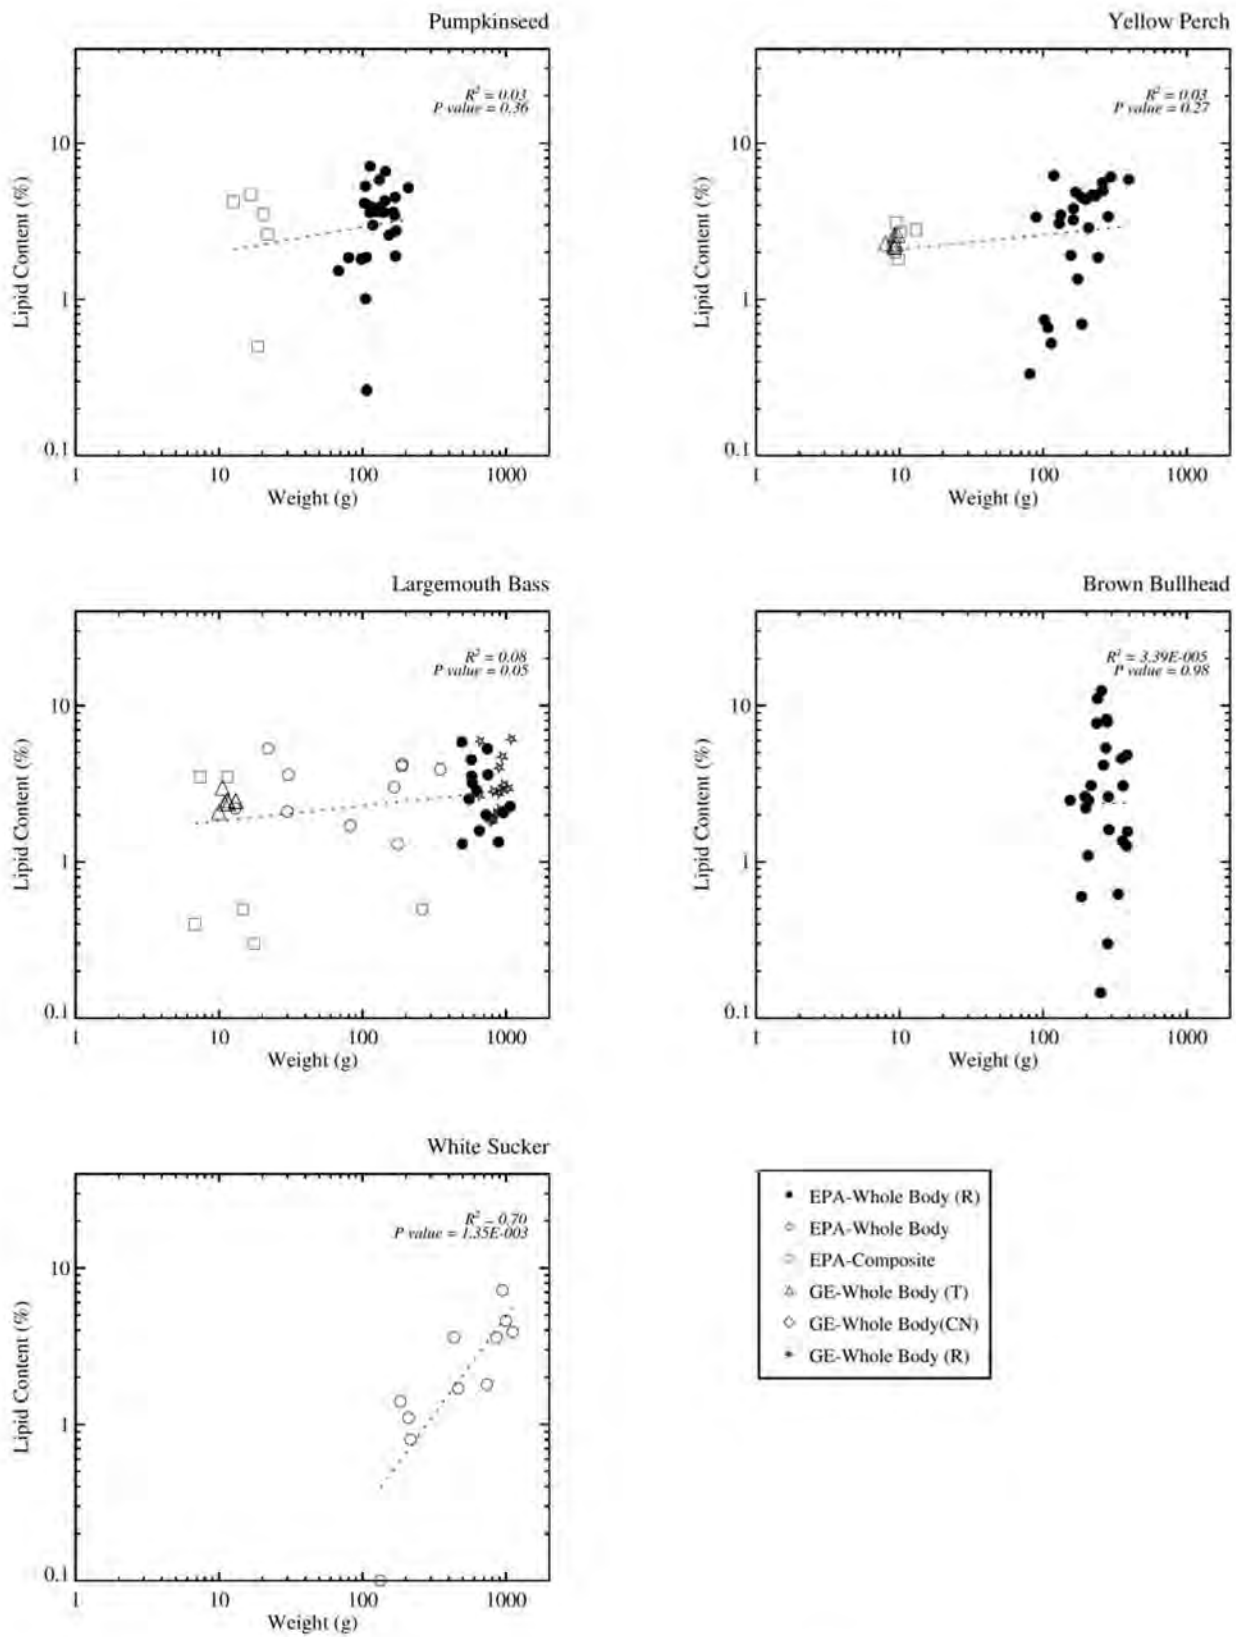 Pumpkinseed
R² = 0.03
P value = 0.36
10
1
0.1
Lipid Content (%)
1 10 100 1000
Weight (g)
Yellow Perch
R² = 0.03
P value = 0.27
10
1
0.1
Lipid Content (%)
1 10 100 1000
Weight (g)
Largemouth Bass
R² = 0.08
P value = 0.05
10
1
0.1
Lipid Content (%)
1 10 100 1000
Weight (g)
Brown Bullhead
R² = 3.39E-005
P value = 0.98
10
1
0.1
Lipid Content (%)
1 10 100 1000
Weight (g)
White Sucker
R² = 0.70
P value = 1.35E-003
10
1
0.1
Lipid Content (%)
1 10 100 1000
Weight (g)
EPA-Whole Body (R)
EPA-Whole Body
EPA-Composite
GE-Whole Body (T)
GE-Whole Body(CN)
GE-Whole Body (R)